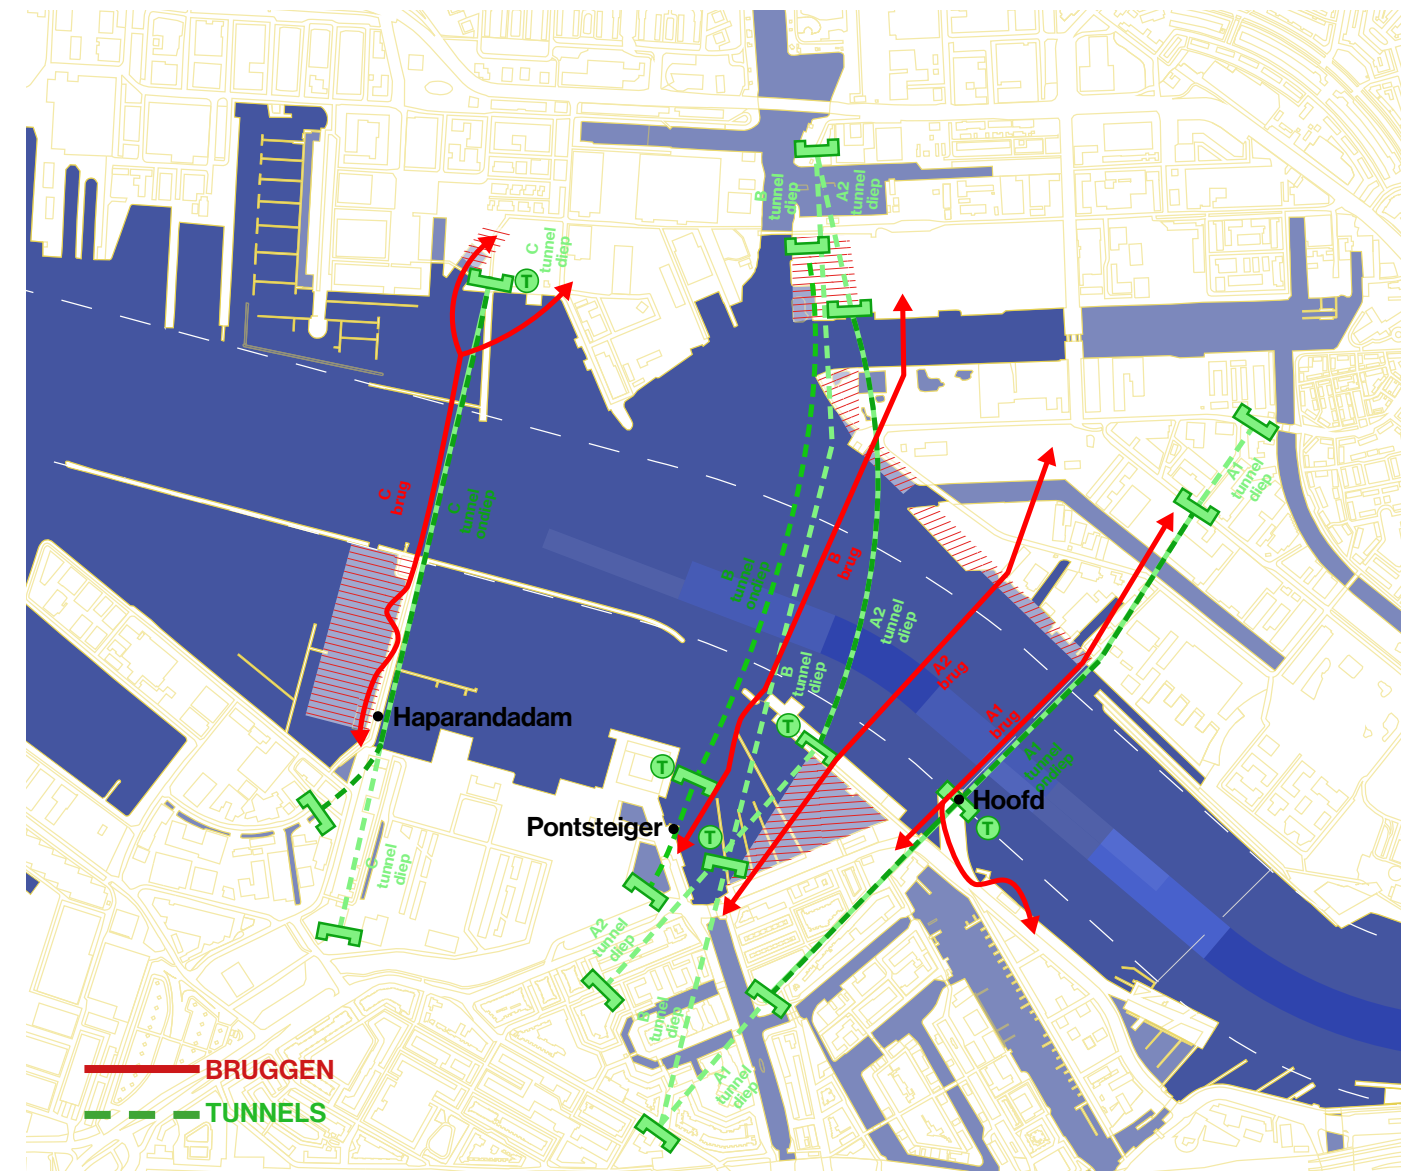 B
tunnel
diep
A2
tunnel
diep
C
tunnel
diep
T
A1
tunnel
diep
C
brug
C
tunnel
ondiep
B
tunnel
ondiep
B
brug
A2
tunnel
diep
B
tunnel
diep
A2
brug
A1
brug
A1
tunnel
ondiep
Haparandadam
T
T
Hoofd
T
Pontsteiger
T
C
tunnel
diep
A2
tunnel
diep
B
tunnel
diep
A1
tunnel
diep
BRUGGEN
TUNNELS